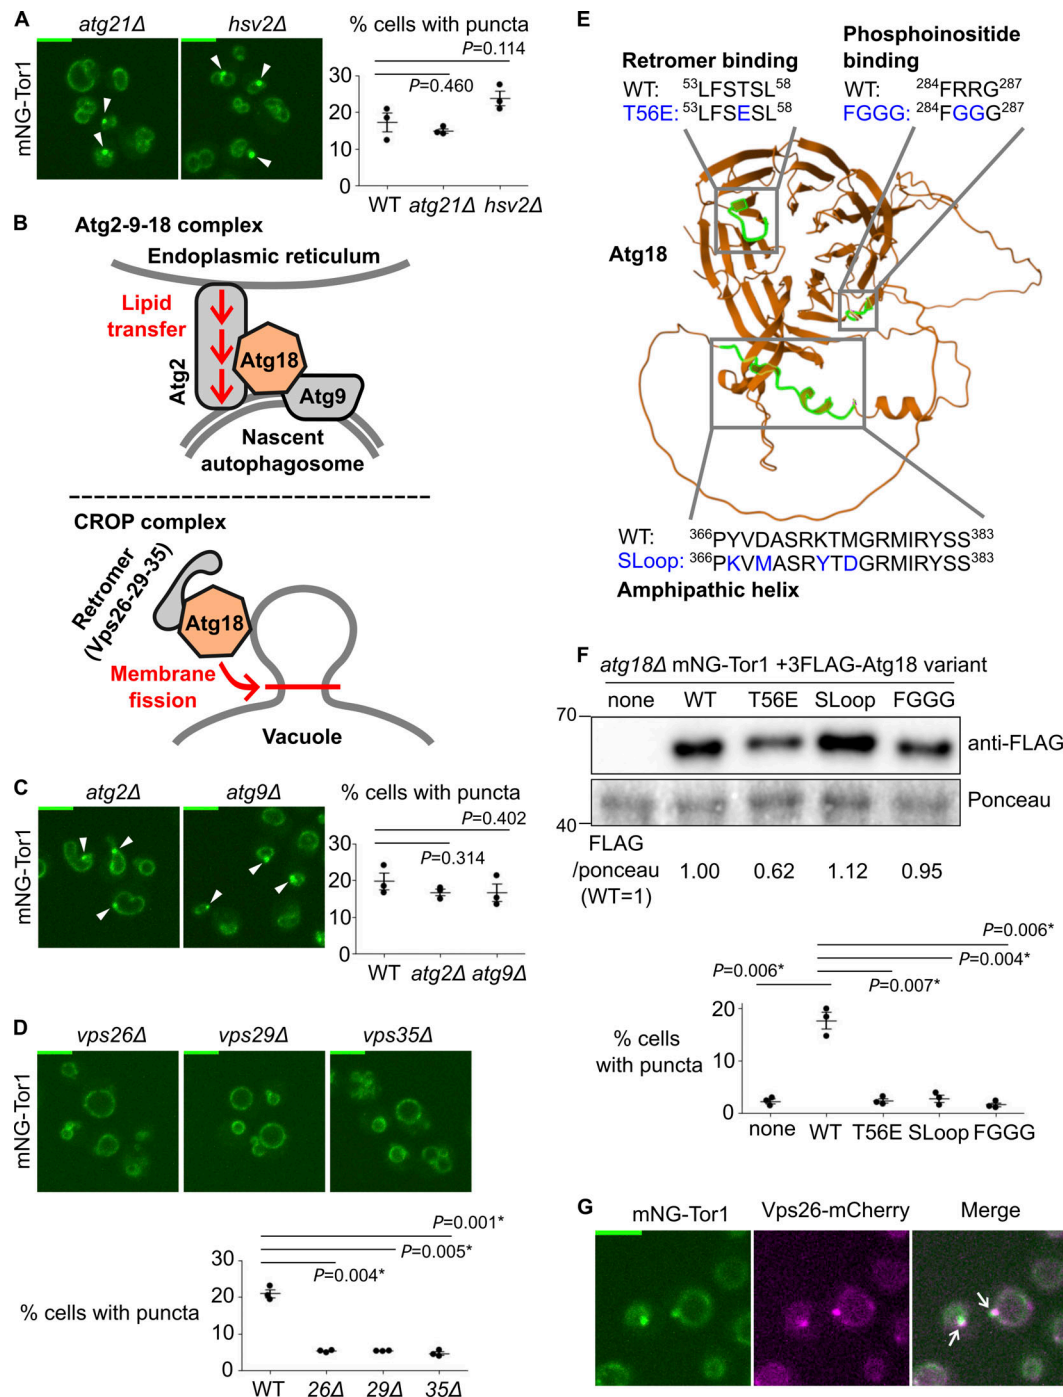 A
atg21Δ
hsv2Δ
mNG-Tor1
% cells with puncta
P=0.114
P=0.460
30
20
10
0
WT atg21Δ hsv2Δ
B
Atg2-9-18 complex
Endoplasmic reticulum
Lipid
transfer
Atg2
Atg18
Atg9
Nascent
autophagosome
CROP complex
Retromer
(Vps26-29-35)
Atg18
Membrane
fission
Vacuole
C
atg2Δ
atg9Δ
mNG-Tor1
% cells with puncta
P=0.402
P=0.314
30
20
10
0
WT atg2Δ atg9Δ
D
vps26Δ
vps29Δ
vps35Δ
mNG-Tor1
P=0.001*
P=0.005*
P=0.004*
% cells with puncta
30
20
10
0
WT 26Δ 29Δ 35Δ
E
Retromer binding
WT: ⁵³LFSTSL⁵⁸
T56E: ⁵³LFSESL⁵⁸
Phosphoinositide
binding
WT: ²⁸⁴FRRG²⁸⁷
FGGG: ²⁸⁴FGGG²⁸⁷
Atg18
WT: ³⁶⁶PYVDASRKTMGRMIRYSS³⁸³
SLoop: ³⁶⁶PKVMASRYTDGRMIRYSS³⁸³
Amphipathic helix
F
atg18Δ mNG-Tor1 +3FLAG-Atg18 variant
none WT T56E SLoop FGGG
70
anti-FLAG
Ponceau
40
FLAG
/ponceau
(WT=1)
1.00 0.62 1.12 0.95
P=0.006*
P=0.004*
P=0.006*
P=0.007*
% cells
with puncta
20
10
0
none WT T56E SLoop FGGG
G
mNG-Tor1
Vps26-mCherry
Merge